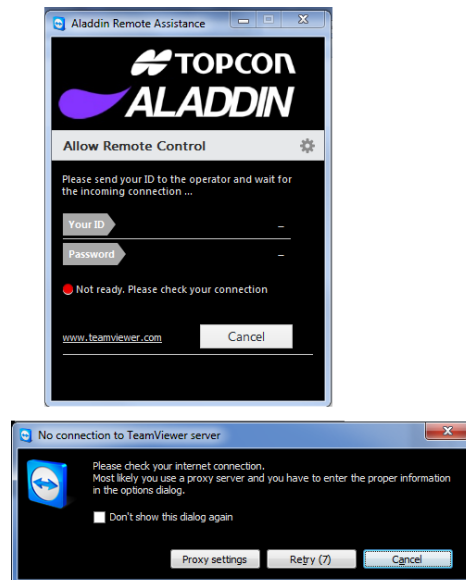 Aladdin Remote Assistance
TOPCON
ALADDIN
Allow Remote Control
Please send your ID to the operator and wait for
the incoming connection ...
Your ID –
Password –
Not ready. Please check your connection
www.teamviewer.com Cancel
No connection to TeamViewer server
Please check your internet connection.
Most likely you use a proxy server and you have to enter the proper information
in the options dialog.
Don't show this dialog again
Proxy settings Retry (7) Cancel